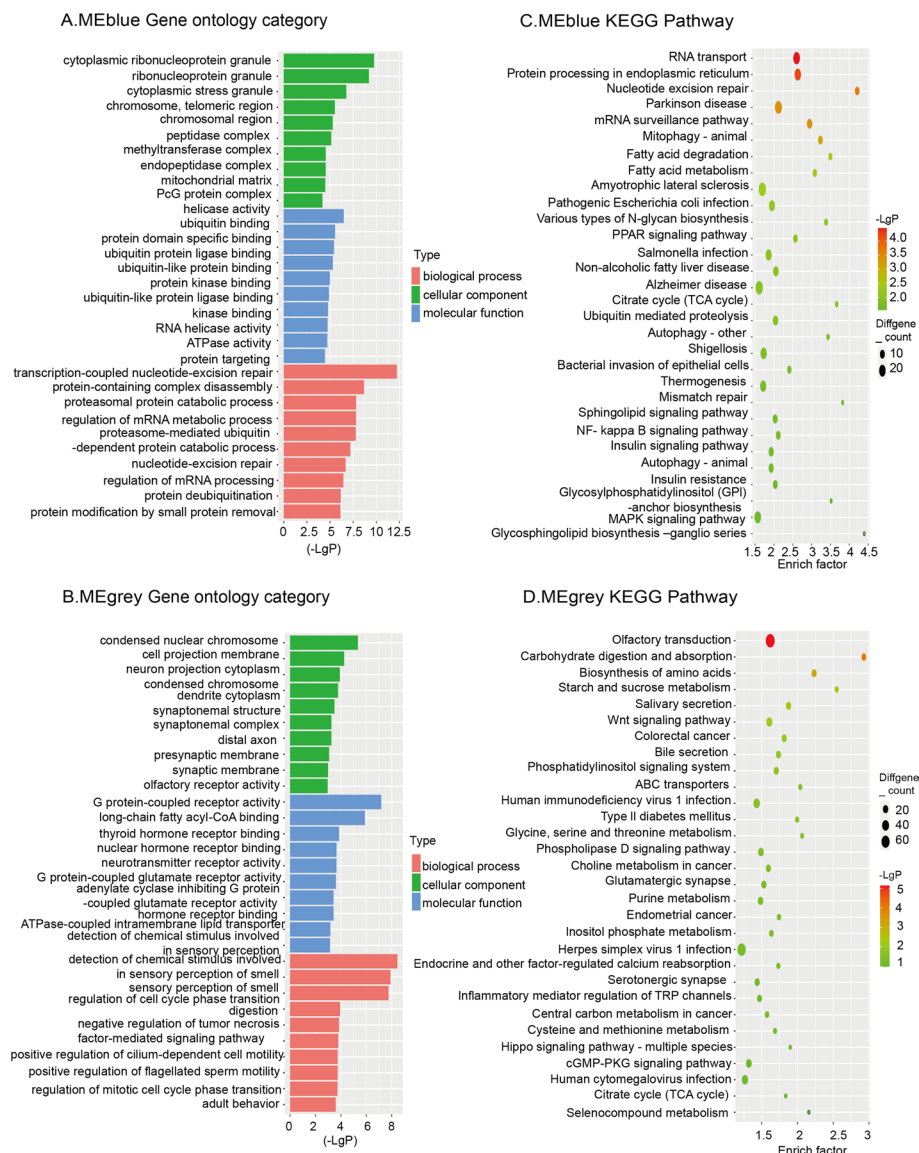 A.MEblue Gene ontology category
cytoplasmic ribonucleoprotein granule
ribonucleoprotein granule
cytoplasmic stress granule
chromosome, telomeric region
chromosomal region
peptidase complex
methyltransferase complex
endopeptidase complex
mitochondrial matrix
PcG protein complex
helicase activity
ubiquitin binding
protein domain specific binding
ubiquitin protein ligase binding
ubiquitin-like protein binding
protein kinase binding
ubiquitin-like protein ligase binding
kinase binding
RNA helicase activity
ATPase activity
protein targeting
transcription-coupled nucleotide-excision repair
protein-containing complex disassembly
proteasomal protein catabolic process
regulation of mRNA metabolic process
proteasome-mediated ubiquitin
-dependent protein catabolic process
nucleotide-excision repair
regulation of mRNA processing
protein deubiquitination
protein modification by small protein removal
0 2.5 5.0 7.5 10 12.5
(-LgP)
Type
biological process
cellular component
molecular function
C.MEblue KEGG Pathway
RNA transport
Protein processing in endoplasmic reticulum
Nucleotide excision repair
Parkinson disease
mRNA surveillance pathway
Mitophagy - animal
Fatty acid degradation
Fatty acid metabolism
Amyotrophic lateral sclerosis
Pathogenic Escherichia coli infection
Various types of N-glycan biosynthesis
PPAR signaling pathway
Salmonella infection
Non-alcoholic fatty liver disease
Alzheimer disease
Citrate cycle (TCA cycle)
Ubiquitin mediated proteolysis
Autophagy - other
Shigellosis
Bacterial invasion of epithelial cells
Thermogenesis
Mismatch repair
Sphingolipid signaling pathway
NF- kappa B signaling pathway
Insulin signaling pathway
Autophagy - animal
Insulin resistance
Glycosylphosphatidylinositol (GPI)
-anchor biosynthesis
MAPK signaling pathway
Glycosphingolipid biosynthesis –ganglio series
1.5 2 2.5 3 3.5 4 4.5
Enrich factor
-LgP
4.0
3.5
3.0
2.5
2.0
Diffgene
_ count
10
20
B.MEgrey Gene ontology category
condensed nuclear chromosome
cell projection membrane
neuron projection cytoplasm
condensed chromosome
dendrite cytoplasm
synaptonemal structure
synaptonemal complex
distal axon
presynaptic membrane
synaptic membrane
olfactory receptor activity
G protein-coupled receptor activity
long-chain fatty acyl-CoA binding
thyroid hormone receptor binding
nuclear hormone receptor binding
neurotransmitter receptor activity
G protein-coupled glutamate receptor activity
adenylate cyclase inhibiting G protein
-coupled glutamate receptor activity
hormone receptor binding
ATPase-coupled intramembrane lipid transporter
detection of chemical stimulus involved
in sensory perception
detection of chemical stimulus involved
in sensory perception of smell
sensory perception of smell
regulation of cell cycle phase transition
digestion
negative regulation of tumor necrosis
factor-mediated signaling pathway
positive regulation of cilium-dependent cell motility
positive regulation of flagellated sperm motility
regulation of mitotic cell cycle phase transition
adult behavior
0 2 4 6 8
(-LgP)
Type
biological process
cellular component
molecular function
D.MEgrey KEGG Pathway
Olfactory transduction
Carbohydrate digestion and absorption
Biosynthesis of amino acids
Starch and sucrose metabolism
Salivary secretion
Wnt signaling pathway
Colorectal cancer
Bile secretion
Phosphatidylinositol signaling system
ABC transporters
Human immunodeficiency virus 1 infection
Type II diabetes mellitus
Glycine, serine and threonine metabolism
Phospholipase D signaling pathway
Choline metabolism in cancer
Glutamatergic synapse
Purine metabolism
Endometrial cancer
Inositol phosphate metabolism
Herpes simplex virus 1 infection
Endocrine and other factor-regulated calcium reabsorption
Serotonergic synapse
Inflammatory mediator regulation of TRP channels
Central carbon metabolism in cancer
Cysteine and methionine metabolism
Hippo signaling pathway - multiple species
cGMP-PKG signaling pathway
Human cytomegalovirus infection
Citrate cycle (TCA cycle)
Selenocompound metabolism
1.5 2 2.5 3
Enrich factor
Diffgene
_ count
20
40
60
-LgP
5
4
3
2
1